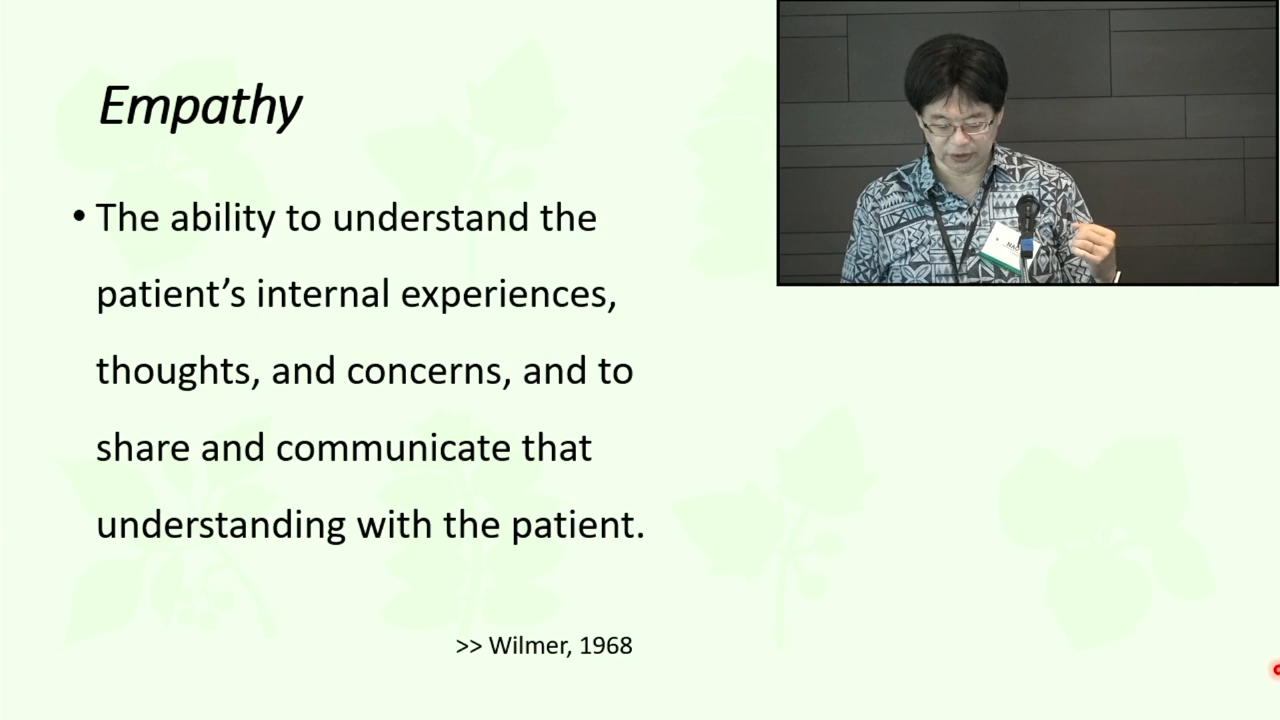 Empathy
• The ability to understand the
patient’s internal experiences,
thoughts, and concerns, and to
share and communicate that
understanding with the patient.
>> Wilmer, 1968